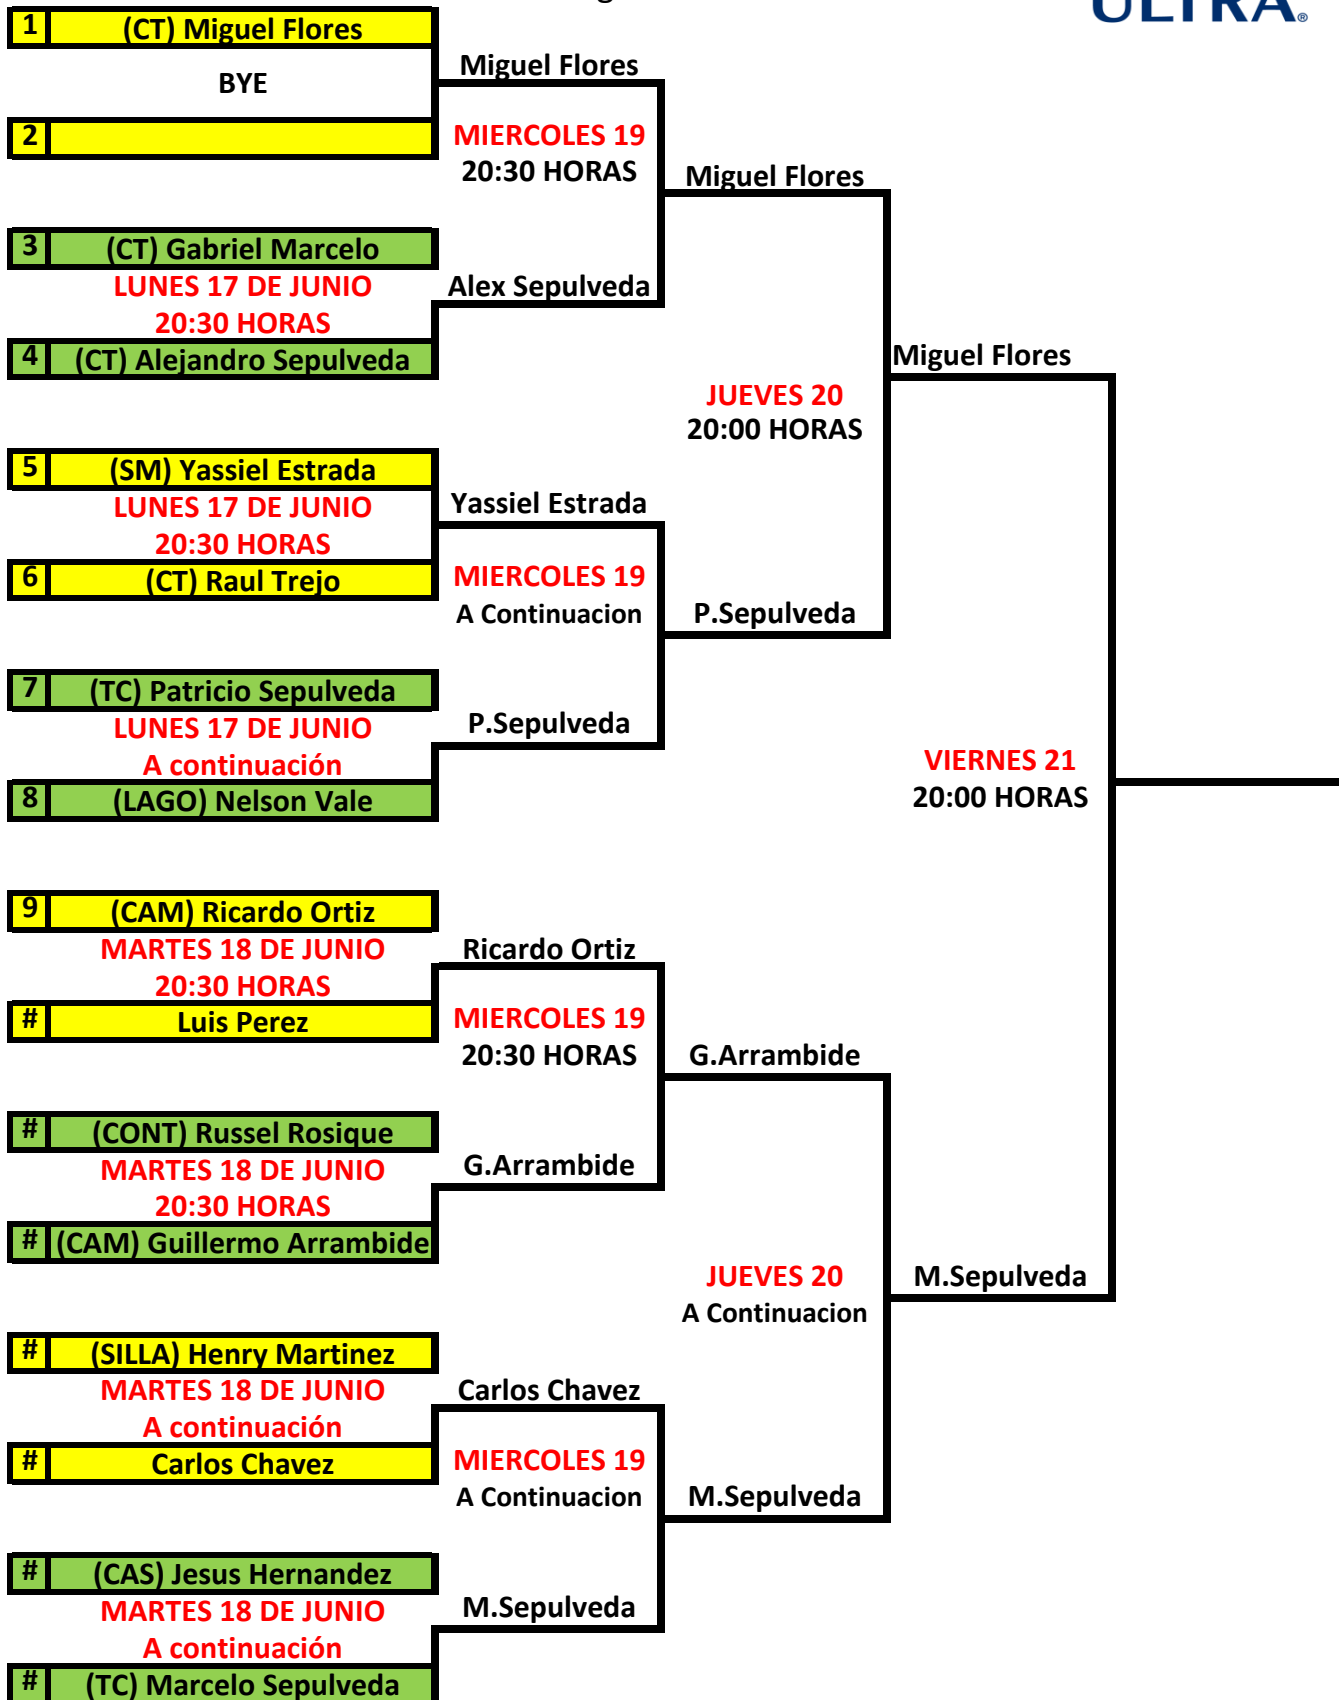 ULTRA®
1 (CT) Miguel Flores
BYE
Miguel Flores
2
MIERCOLES 19
20:30 HORAS
Miguel Flores
3 (CT) Gabriel Marcelo
LUNES 17 DE JUNIO
20:30 HORAS
Alex Sepulveda
4 (CT) Alejandro Sepulveda
Miguel Flores
JUEVES 20
20:00 HORAS
5 (SM) Yassiel Estrada
LUNES 17 DE JUNIO
20:30 HORAS
Yassiel Estrada
6 (CT) Raul Trejo
MIERCOLES 19
A Continuacion
P.Sepulveda
7 (TC) Patricio Sepulveda
LUNES 17 DE JUNIO
A continuación
P.Sepulveda
8 (LAGO) Nelson Vale
VIERNES 21
20:00 HORAS
9 (CAM) Ricardo Ortiz
MARTES 18 DE JUNIO
20:30 HORAS
Ricardo Ortiz
# Luis Perez
MIERCOLES 19
20:30 HORAS
G.Arrambide
# (CONT) Russel Rosique
MARTES 18 DE JUNIO
20:30 HORAS
G.Arrambide
# (CAM) Guillermo Arrambide
JUEVES 20
A Continuacion
M.Sepulveda
# (SILLA) Henry Martinez
MARTES 18 DE JUNIO
A continuación
Carlos Chavez
# Carlos Chavez
MIERCOLES 19
A Continuacion
M.Sepulveda
# (CAS) Jesus Hernandez
MARTES 18 DE JUNIO
A continuación
M.Sepulveda
# (TC) Marcelo Sepulveda